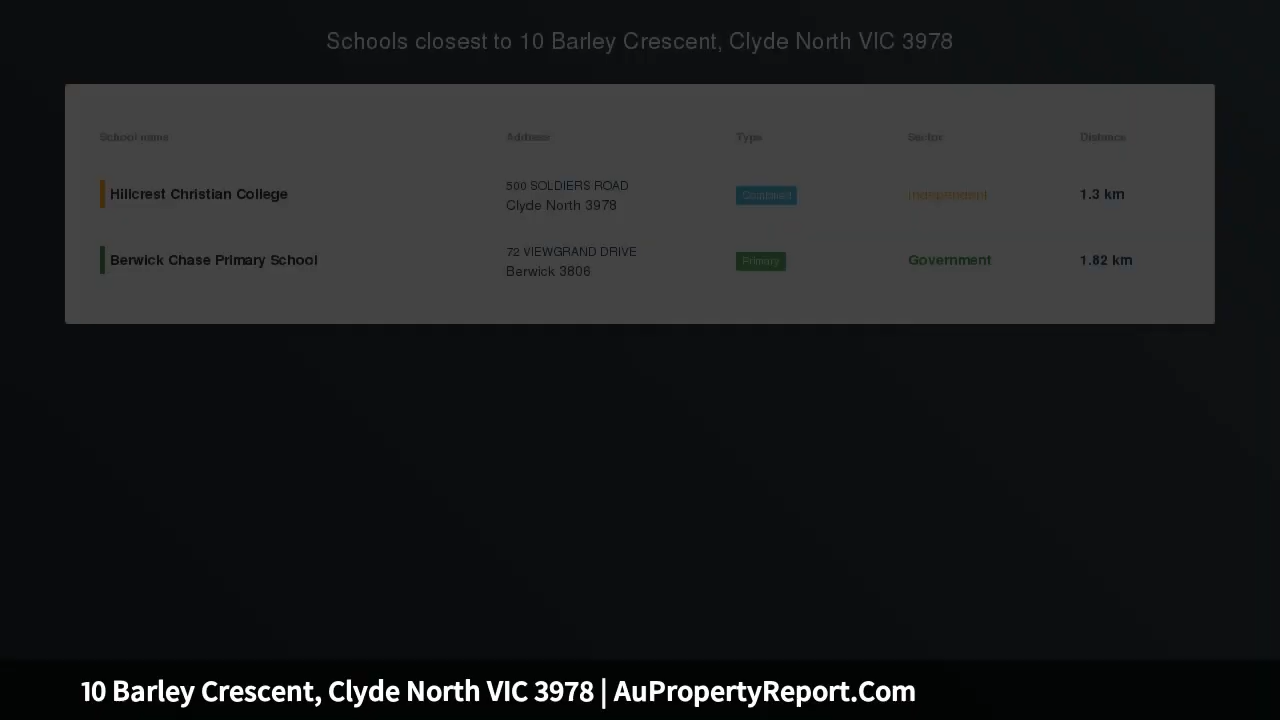 Schools closest to 10 Barley Crescent, Clyde North VIC 3978
School name Address Type Sector Distance
Hillcrest Christian College 500 SOLDIERS ROAD Combined Independent 1.3 km
Clyde North 3978
Berwick Chase Primary School 72 VIEWGRAND DRIVE Primary Government 1.82 km
Berwick 3806
10 Barley Crescent, Clyde North VIC 3978 | AuPropertyReport.Com